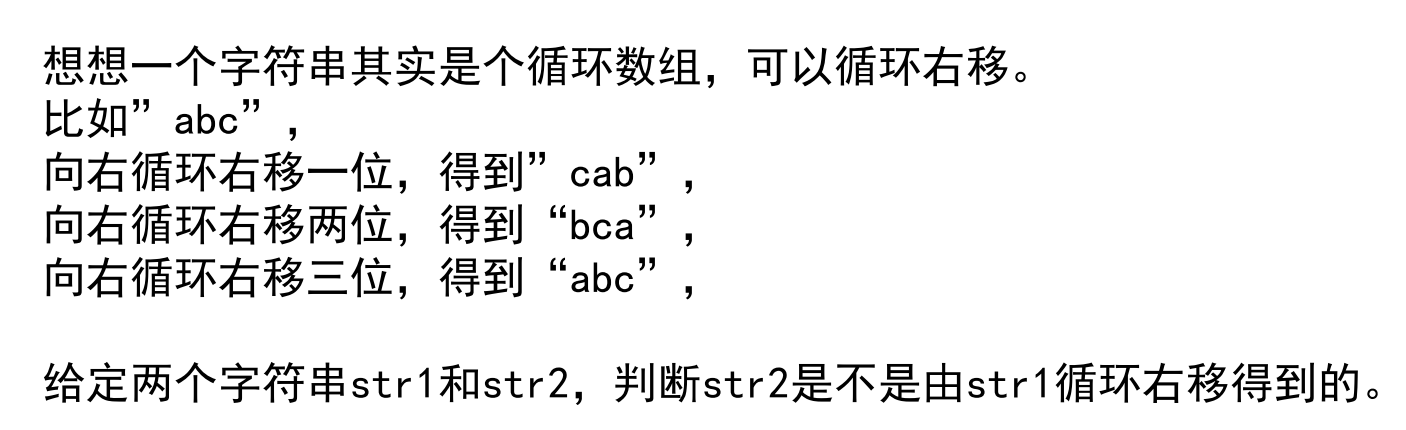 想想一个字符串其实是个循环数组，可以循环右移。
比如”abc”，
向右循环右移一位，得到”cab”，
向右循环右移两位，得到“bca”，
向右循环右移三位，得到“abc”，
给定两个字符串str1和str2，判断str2是不是由str1循环右移得到的。